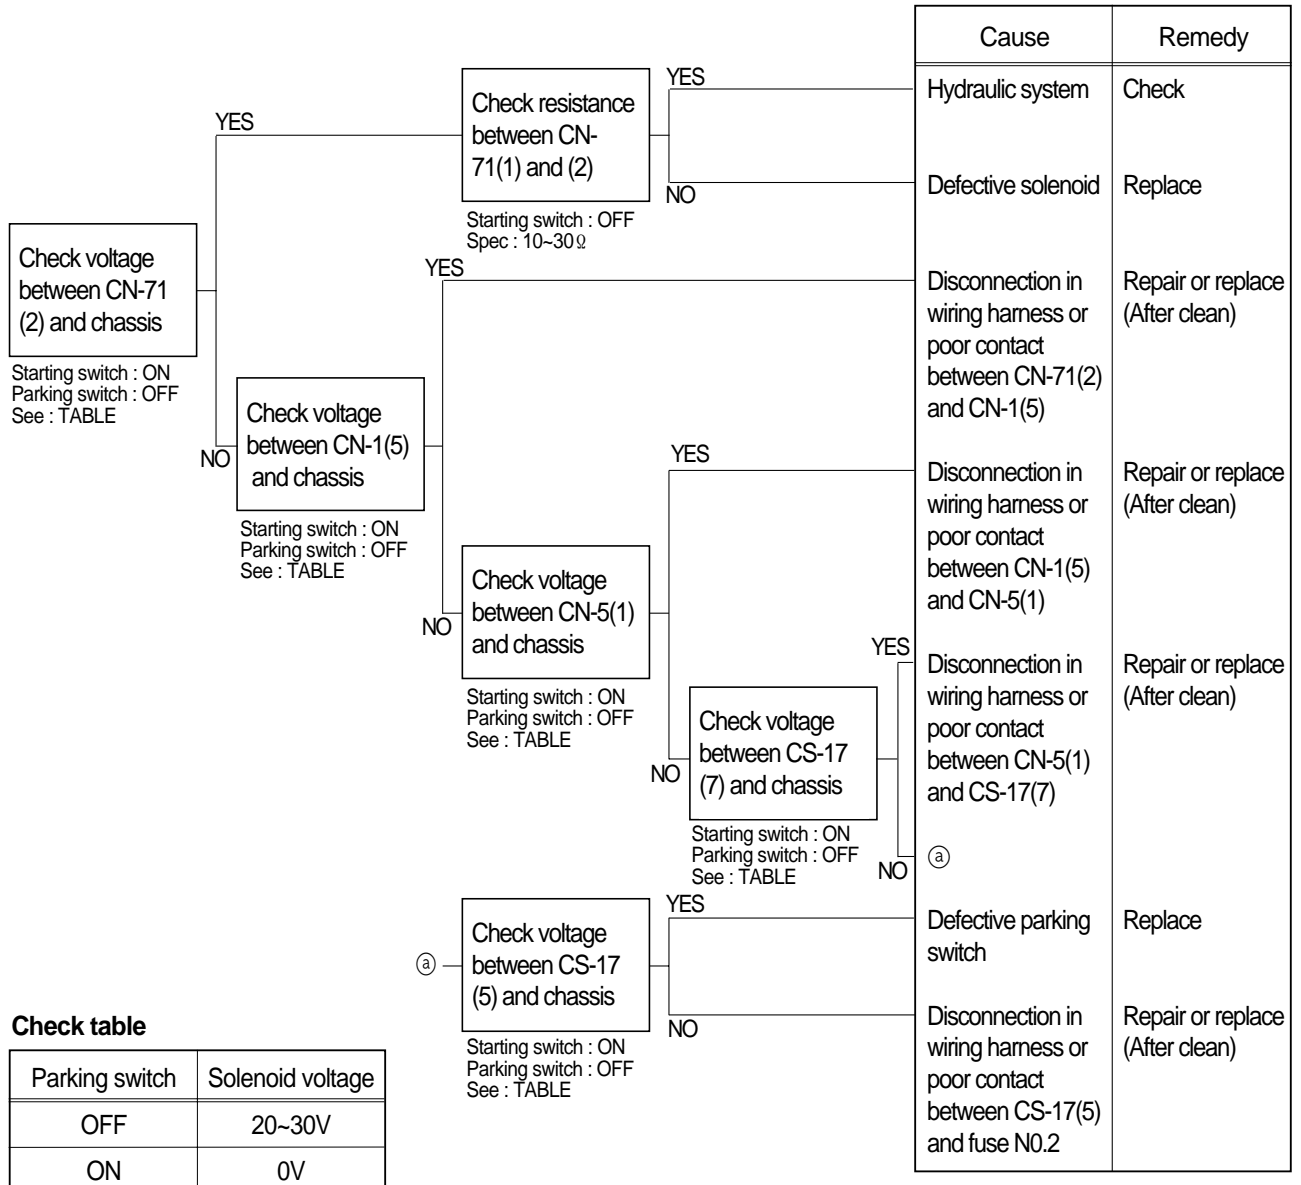 Cause
Remedy
YES
Check resistance
between CN-
71(1) and (2)
Starting switch : OFF
Spec : 10~30Ω
YES
Hydraulic system
Check
NO
Defective solenoid
Replace
Check voltage
between CN-71
(2) and chassis
Starting switch : ON
Parking switch : OFF
See : TABLE
NO
Check voltage
between CN-1(5)
and chassis
Starting switch : ON
Parking switch : OFF
See : TABLE
YES
Disconnection in
wiring harness or
poor contact
between CN-71(2)
and CN-1(5)
Repair or replace
(After clean)
NO
Check voltage
between CN-5(1)
and chassis
Starting switch : ON
Parking switch : OFF
See : TABLE
YES
Disconnection in
wiring harness or
poor contact
between CN-1(5)
and CN-5(1)
Repair or replace
(After clean)
NO
Check voltage
between CS-17
(7) and chassis
Starting switch : ON
Parking switch : OFF
See : TABLE
YES
Disconnection in
wiring harness or
poor contact
between CN-5(1)
and CS-17(7)
Repair or replace
(After clean)
NO
ⓐ
ⓐ
Check voltage
between CS-17
(5) and chassis
Starting switch : ON
Parking switch : OFF
See : TABLE
YES
Defective parking
switch
Replace
NO
Disconnection in
wiring harness or
poor contact
between CS-17(5)
and fuse N0.2
Repair or replace
(After clean)
Check table
Parking switch
Solenoid voltage
OFF
20~30V
ON
0V